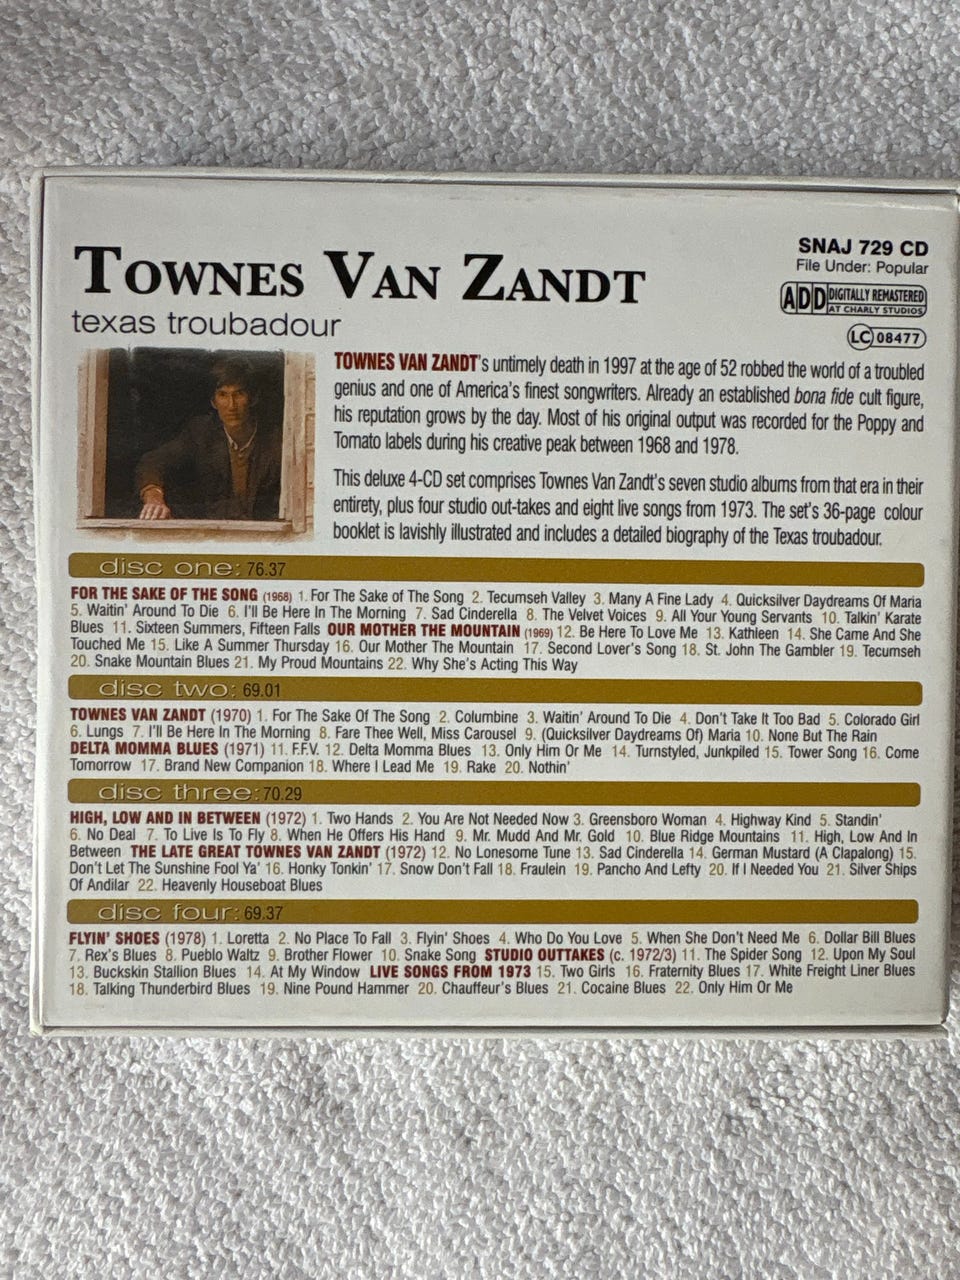 TOWNES VAN ZANDT
texas troubadour
SNAJ 729 CD
File Under: Popular
ADD DIGITALLY REMASTERED
AT CHARLY STUDIOS
LC 08477
TOWNES VAN ZANDT's untimely death in 1997 at the age of 52 robbed the world of a troubled
genius and one of America's finest songwriters. Already an established bona fide cult figure,
his reputation grows by the day. Most of his original output was recorded for the Poppy and
Tomato labels during his creative peak between 1968 and 1978.
This deluxe 4-CD set comprises Townes Van Zandt's seven studio albums from that era in their
entirety, plus four studio out-takes and eight live songs from 1973. The set's 36-page colour
booklet is lavishly illustrated and includes a detailed biography of the Texas troubadour.
disc one: 76.37
FOR THE SAKE OF THE SONG (1968) 1. For The Sake of The Song 2. Tecumseh Valley 3. Many A Fine Lady 4. Quicksilver Daydreams Of Maria
5. Waitin' Around To Die 6. I'll Be Here In The Morning 7. Sad Cinderella 8. The Velvet Voices 9. All Your Young Servants 10. Talkin' Karate
Blues 11. Sixteen Summers, Fifteen Falls OUR MOTHER THE MOUNTAIN (1969) 12. Be Here To Love Me 13. Kathleen 14. She Came And She
Touched Me 15. Like A Summer Thursday 16. Our Mother The Mountain 17. Second Lover's Song 18. St. John The Gambler 19. Tecumseh
20. Snake Mountain Blues 21. My Proud Mountains 22. Why She's Acting This Way
disc two: 69.01
TOWNES VAN ZANDT (1970) 1. For The Sake Of The Song 2. Columbine 3. Waitin' Around To Die 4. Don't Take It Too Bad 5. Colorado Girl
6. Lungs 7. I'll Be Here In The Morning 8. Fare Thee Well, Miss Carousel 9. (Quicksilver Daydreams Of) Maria 10. None But The Rain
DELTA MOMMA BLUES (1971) 11. F.F.V. 12. Delta Momma Blues 13. Only Him Or Me 14. Turnstyled, Junkpiled 15. Tower Song 16. Come
Tomorrow 17. Brand New Companion 18. Where I Lead Me 19. Rake 20. Nothin'
disc three: 70.29
HIGH, LOW AND IN BETWEEN (1972) 1. Two Hands 2. You Are Not Needed Now 3. Greensboro Woman 4. Highway Kind 5. Standin'
6. No Deal 7. To Live Is To Fly 8. When He Offers His Hand 9. Mr. Mudd And Mr. Gold 10. Blue Ridge Mountains 11. High, Low And In
Between THE LATE GREAT TOWNES VAN ZANDT (1972) 12. No Lonesome Tune 13. Sad Cinderella 14. German Mustard (A Clapalong) 15.
Don't Let The Sunshine Fool Ya' 16. Honky Tonkin' 17. Snow Don't Fall 18. Fraulein 19. Pancho And Lefty 20. If I Needed You 21. Silver Ships
Of Andilar 22. Heavenly Houseboat Blues
disc four: 69.37
FLYIN' SHOES (1978) 1. Loretta 2. No Place To Fall 3. Flyin' Shoes 4. Who Do You Love 5. When She Don't Need Me 6. Dollar Bill Blues
7. Rex's Blues 8. Pueblo Waltz 9. Brother Flower 10. Snake Song STUDIO OUTTAKES (c. 1972/3) 11. The Spider Song 12. Upon My Soul
13. Buckskin Stallion Blues 14. At My Window LIVE SONGS FROM 1973 15. Two Girls 16. Fraternity Blues 17. White Freight Liner Blues
18. Talking Thunderbird Blues 19. Nine Pound Hammer 20. Chauffeur's Blues 21. Cocaine Blues 22. Only Him Or Me